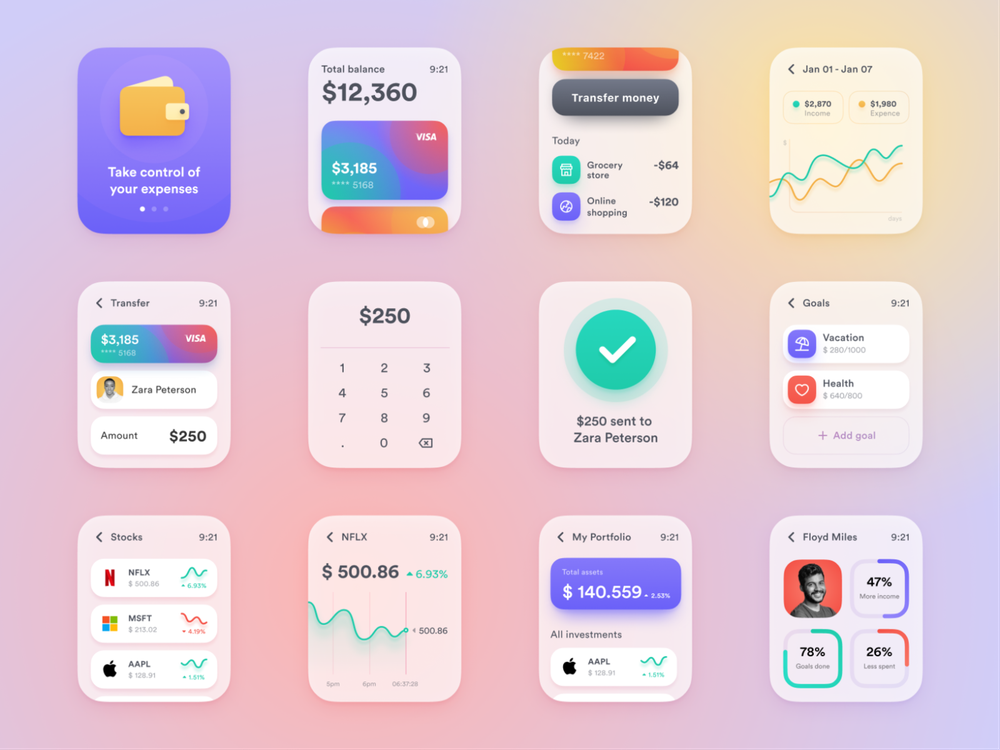 Take control of
your expenses
Total balance 9:21
$12,360
VISA
$3,185
**** 5168
**** 7422
Transfer money
Today
Grocery
store
-$64
Online
shopping
-$120
Jan 01 - Jan 07
$2,870
Income
$1,980
Expence
$
days
Transfer 9:21
$3,185
VISA
**** 5168
Zara Peterson
Amount $250
$250
1 2 3
4 5 6
7 8 9
. 0
$250 sent to
Zara Peterson
Goals 9:21
Vacation
$ 280/1000
Health
$ 640/800
+ Add goal
Stocks 9:21
NFLX
$ 500.86
6.93%
MSFT
$ 213.02
4.19%
AAPL
$ 128.91
1.51%
NFLX 9:21
$ 500.86 6.93%
500.86
5pm 6pm 06:37:28
My Portfolio 9:21
Total assets
$ 140.559 2.53%
All investments
AAPL
$ 128.91
1.51%
Floyd Miles 9:21
47%
More income
78%
Goals done
26%
Less spent